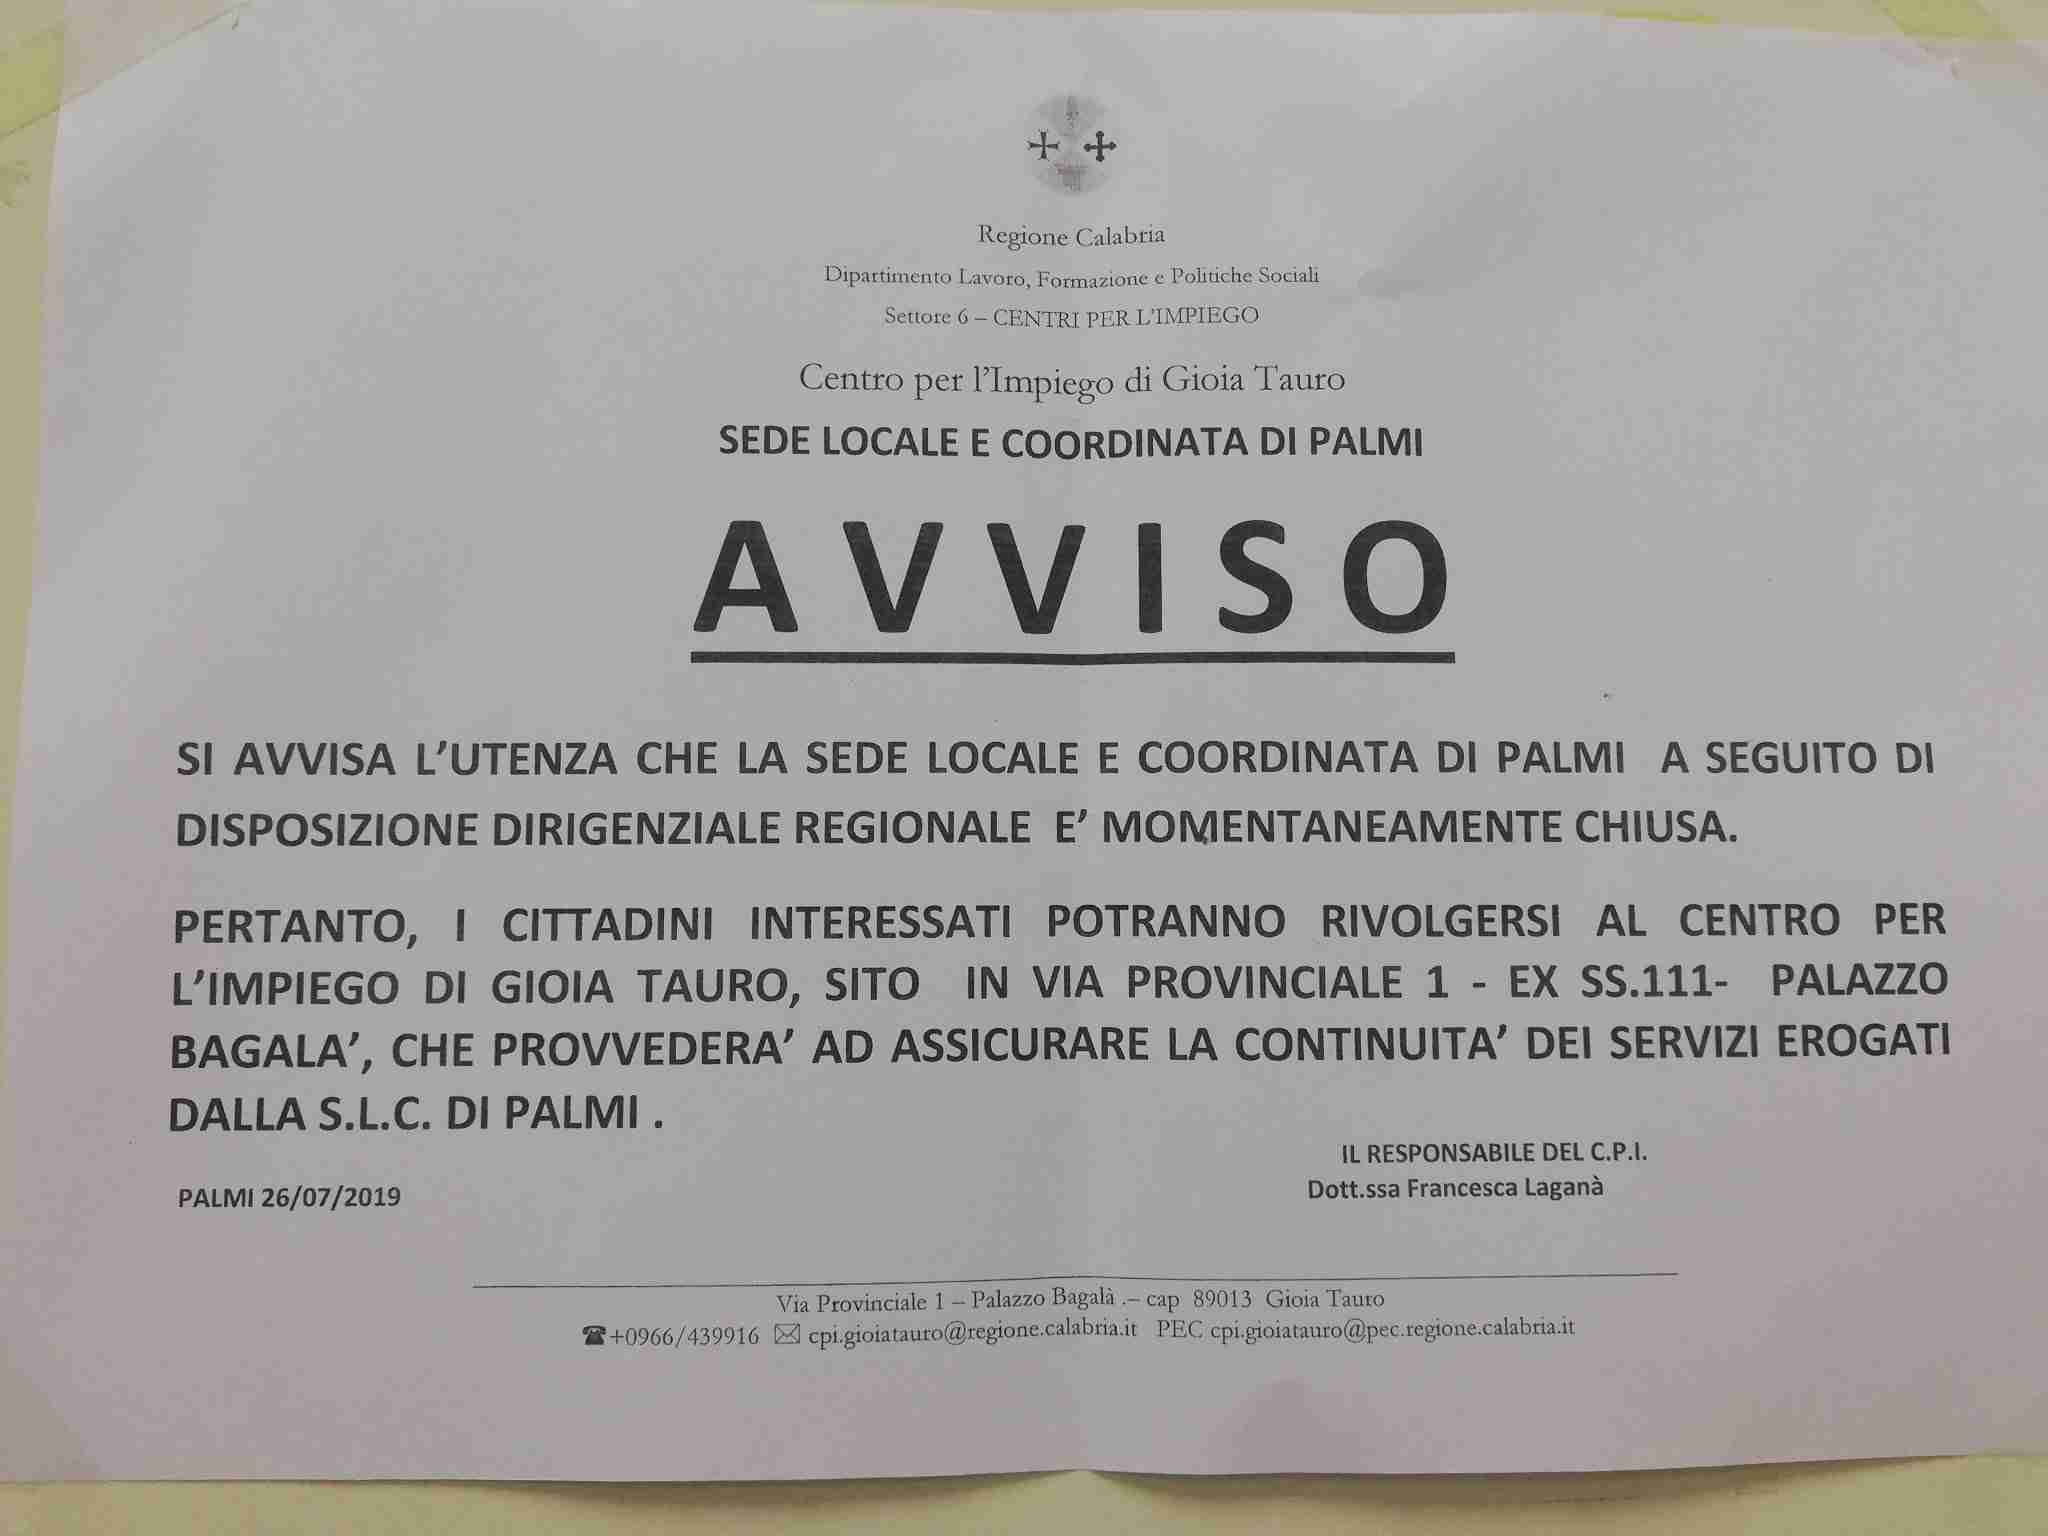 Regione Calabria
Dipartimento Lavoro, Formazione e Politiche Sociali
Settore 6 – CENTRI PER L'IMPIEGO
Centro per l'Impiego di Gioia Tauro
SEDE LOCALE E COORDINATA DI PALMI
AVVISO
SI AVVISA L'UTENZA CHE LA SEDE LOCALE E COORDINATA DI PALMI A SEGUITO DI
DISPOSIZIONE DIRIGENZIALE REGIONALE E' MOMENTANEAMENTE CHIUSA.
PERTANTO, I CITTADINI INTERESSATI POTRANNO RIVOLGERSI AL CENTRO PER
L'IMPIEGO DI GIOIA TAURO, SITO IN VIA PROVINCIALE 1 - EX SS.111- PALAZZO
BAGALA', CHE PROVVEDERA' AD ASSICURARE LA CONTINUITA' DEI SERVIZI EROGATI
DALLA S.L.C. DI PALMI .
IL RESPONSABILE DEL C.P.I.
Dott.ssa Francesca Laganà
PALMI 26/07/2019
Via Provinciale 1 – Palazzo Bagalà .– cap 89013 Gioia Tauro
☎+0966/439916 ✉ cpi.gioiatauro@regione.calabria.it PEC cpi.gioiatauro@pec.regione.calabria.it